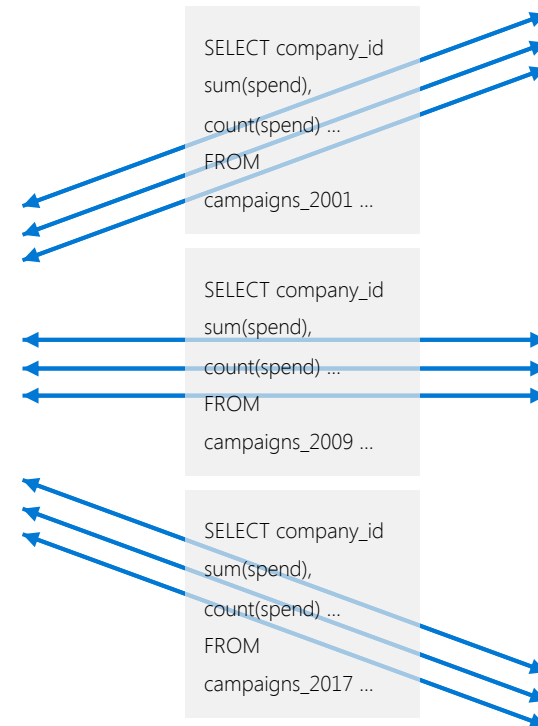 SELECT company_id
sum(spend),
count(spend) ...
FROM
campaigns_2001 ...
SELECT company_id
sum(spend),
count(spend) ...
FROM
campaigns_2009 ...
SELECT company_id
sum(spend),
count(spend) ...
FROM
campaigns_2017 ...